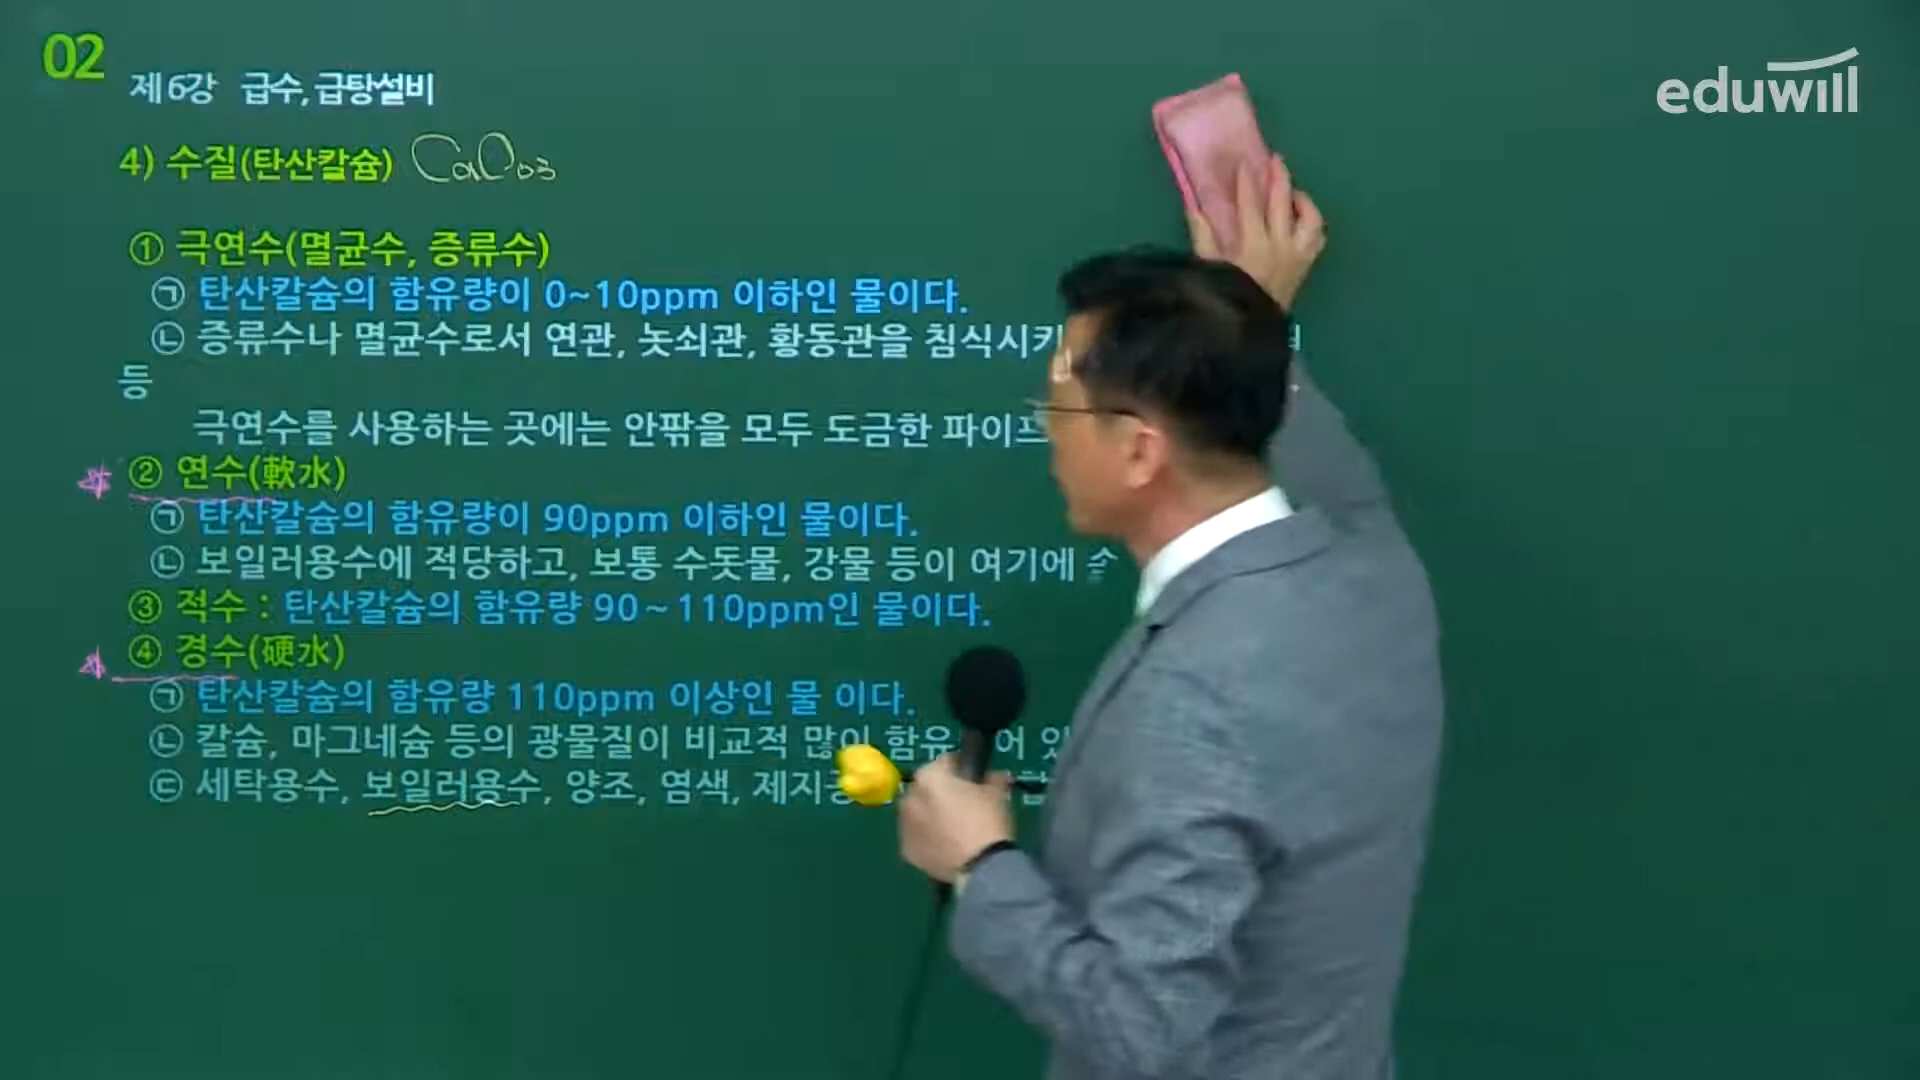 02
제6강 급수, 급탕설비
eduwill
4) 수질(탄산칼슘) CaCO3
① 극연수(멸균수, 증류수)
㉠ 탄산칼슘의 함유량이 0~10ppm 이하인 물이다.
㉡ 증류수나 멸균수로서 연관, 놋쇠관, 황동관을
등
극연수를 사용하는 곳에는 안팎을 모두 도금한
② 연수(軟水)
㉠ 탄산칼슘의 함유량이 90ppm 이하인 물이다.
㉡ 보일러용수에 적당하고, 보통 수돗물, 강물 등이 여기에
③ 적수 : 탄산칼슘의 함유량 90~110ppm인 물이다.
④ 경수(硬水)
㉠ 탄산칼슘의 함유량 110ppm 이상인 물 이다.
㉡ 칼슘, 마그네슘 등의 광물질이 비교적 많이
㉢ 세탁용수, 보일러용수, 양조, 염색,